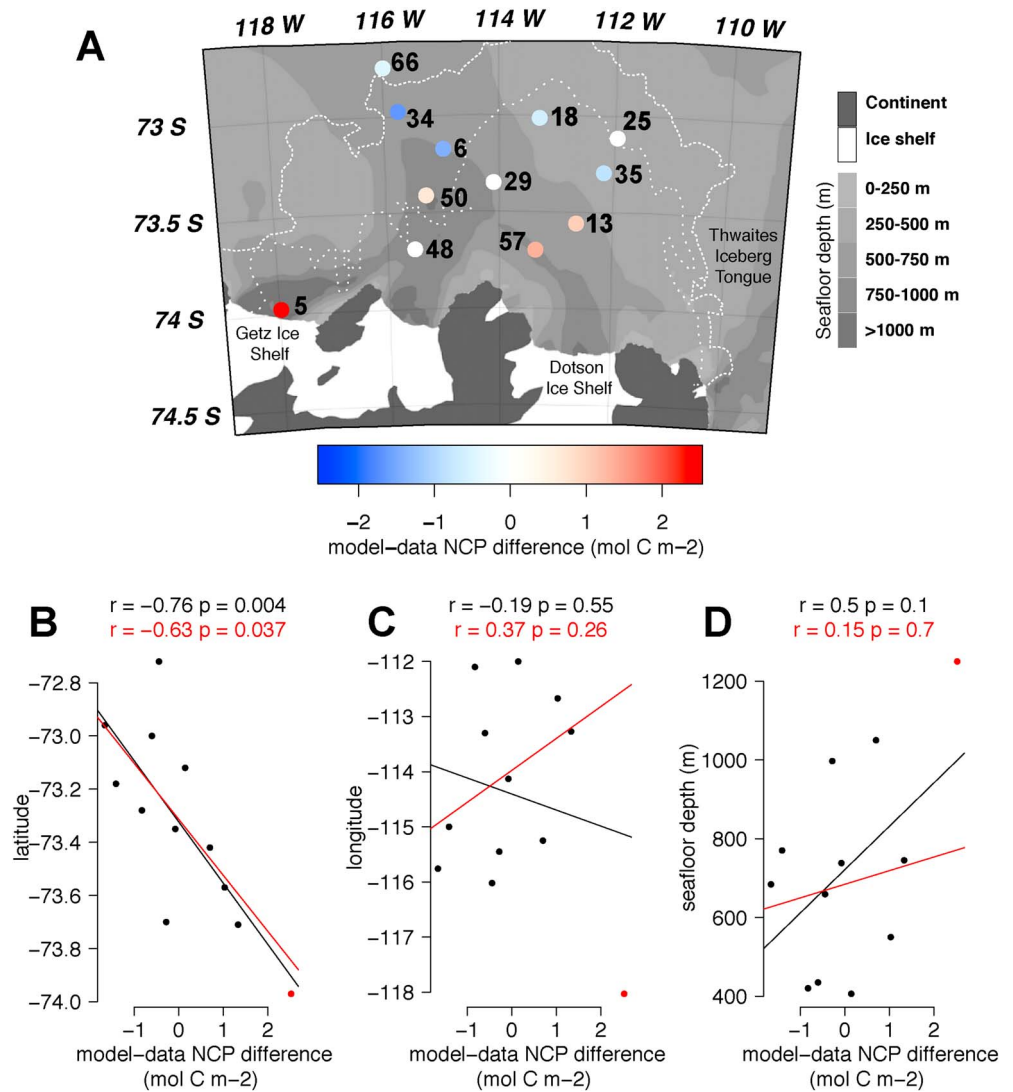 A
118 W
116 W
114 W
112 W
110 W
73 S
73.5 S
74 S
74.5 S
66
34
6
18
25
29
35
50
48
57
13
5
Thwaites
Iceberg
Tongue
Getz Ice
Shelf
Dotson
Ice Shelf
Continent
Ice shelf
Seafloor depth (m)
0-250 m
250-500 m
500-750 m
750-1000 m
>1000 m
−2
−1
0
1
2
model−data NCP difference (mol C m−2)
B
r = −0.76 p = 0.004
r = −0.63 p = 0.037
latitude
−72.8
−73.0
−73.2
−73.4
−73.6
−73.8
−74.0
−1
0
1
2
model−data NCP difference
(mol C m−2)
C
r = −0.19 p = 0.55
r = 0.37 p = 0.26
longitude
−112
−113
−114
−115
−116
−117
−118
−1
0
1
2
model−data NCP difference
(mol C m−2)
D
r = 0.5 p = 0.1
r = 0.15 p = 0.7
seafloor depth (m)
1200
1000
800
600
400
−1
0
1
2
model−data NCP difference
(mol C m−2)